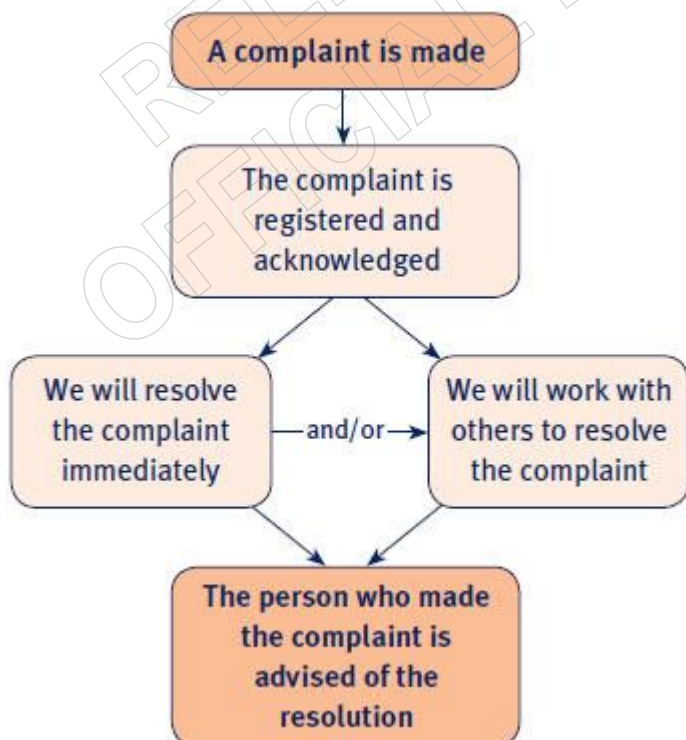 A complaint is made
The complaint is
registered and
acknowledged
We will resolve
the complaint
immediately
and/or
We will work with
others to resolve
the complaint
The person who made
the complaint is
advised of the
resolution
OFFICIAL